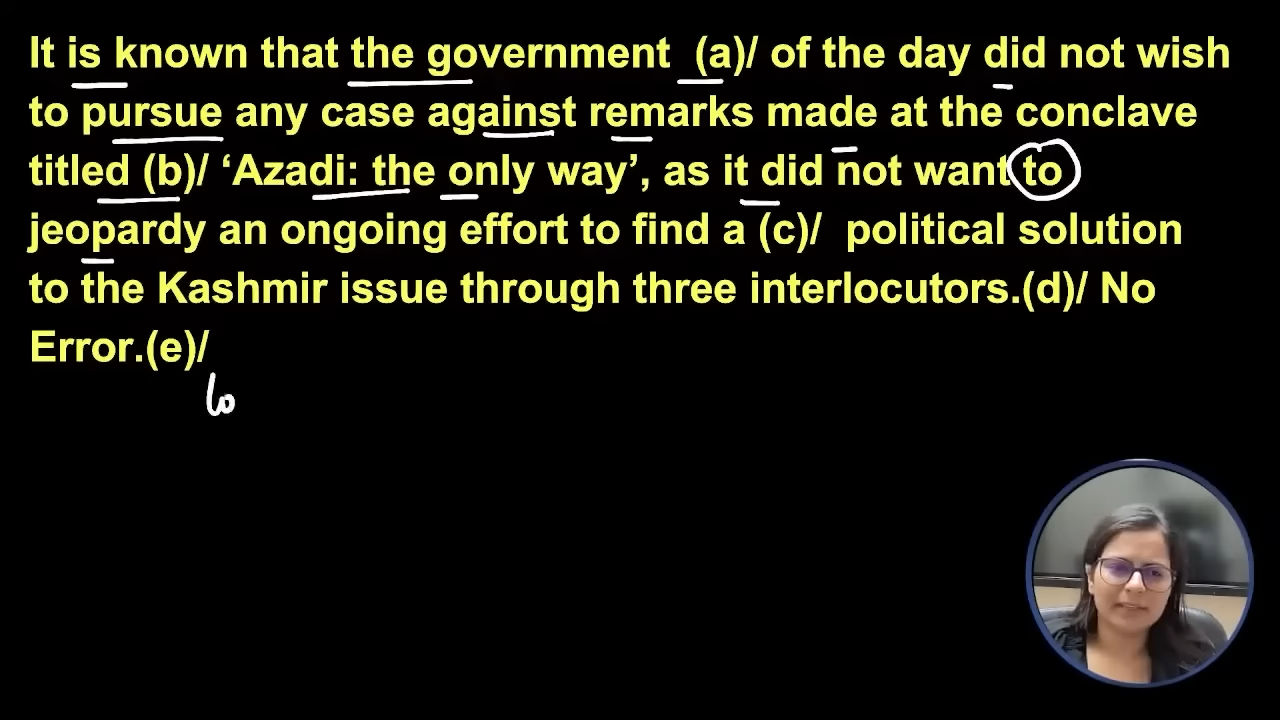 It is known that the government (a)/ of the day did not wish
to pursue any case against remarks made at the conclave
titled (b)/ ‘Azadi: the only way’, as it did not want to
jeopardy an ongoing effort to find a (c)/ political solution
to the Kashmir issue through three interlocutors.(d)/ No
Error.(e)/
to